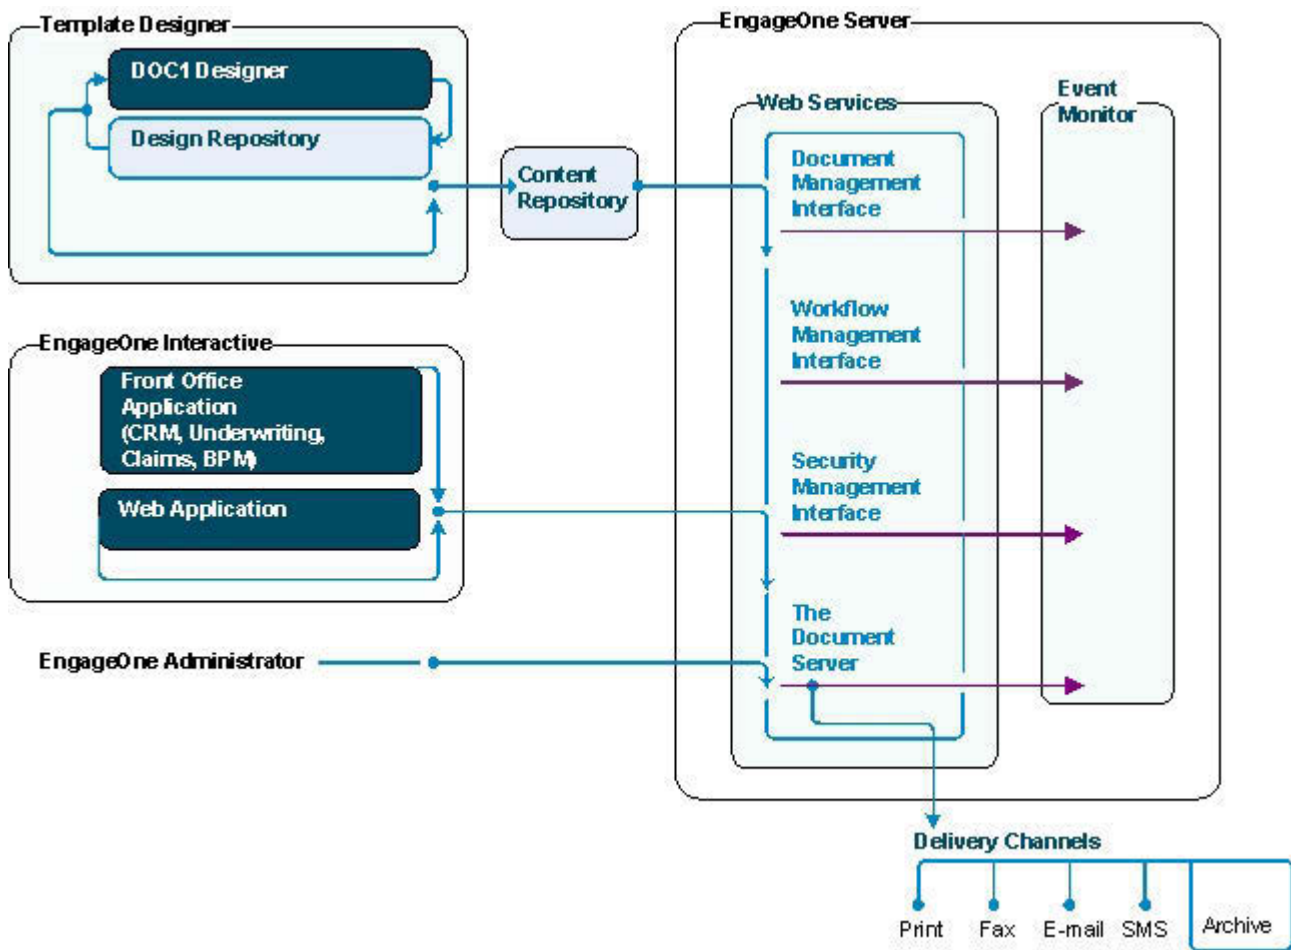 Template Designer
DOC1 Designer
Design Repository
Content
Repository
EngageOne Interactive
Front Office
Application
(CRM, Underwriting,
Claims, BPM)
Web Application
EngageOne Administrator
EngageOne Server
Web Services
Event
Monitor
Document
Management
Interface
Workflow
Management
Interface
Security
Management
Interface
The
Document
Server
Delivery Channels
Print Fax E-mail SMS Archive